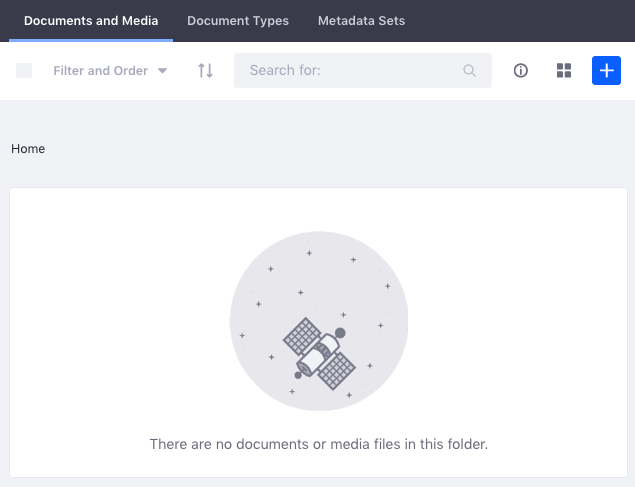 Documents and Media Document Types Metadata Sets
Filter and Order Search for:
Home
There are no documents or media files in this folder.